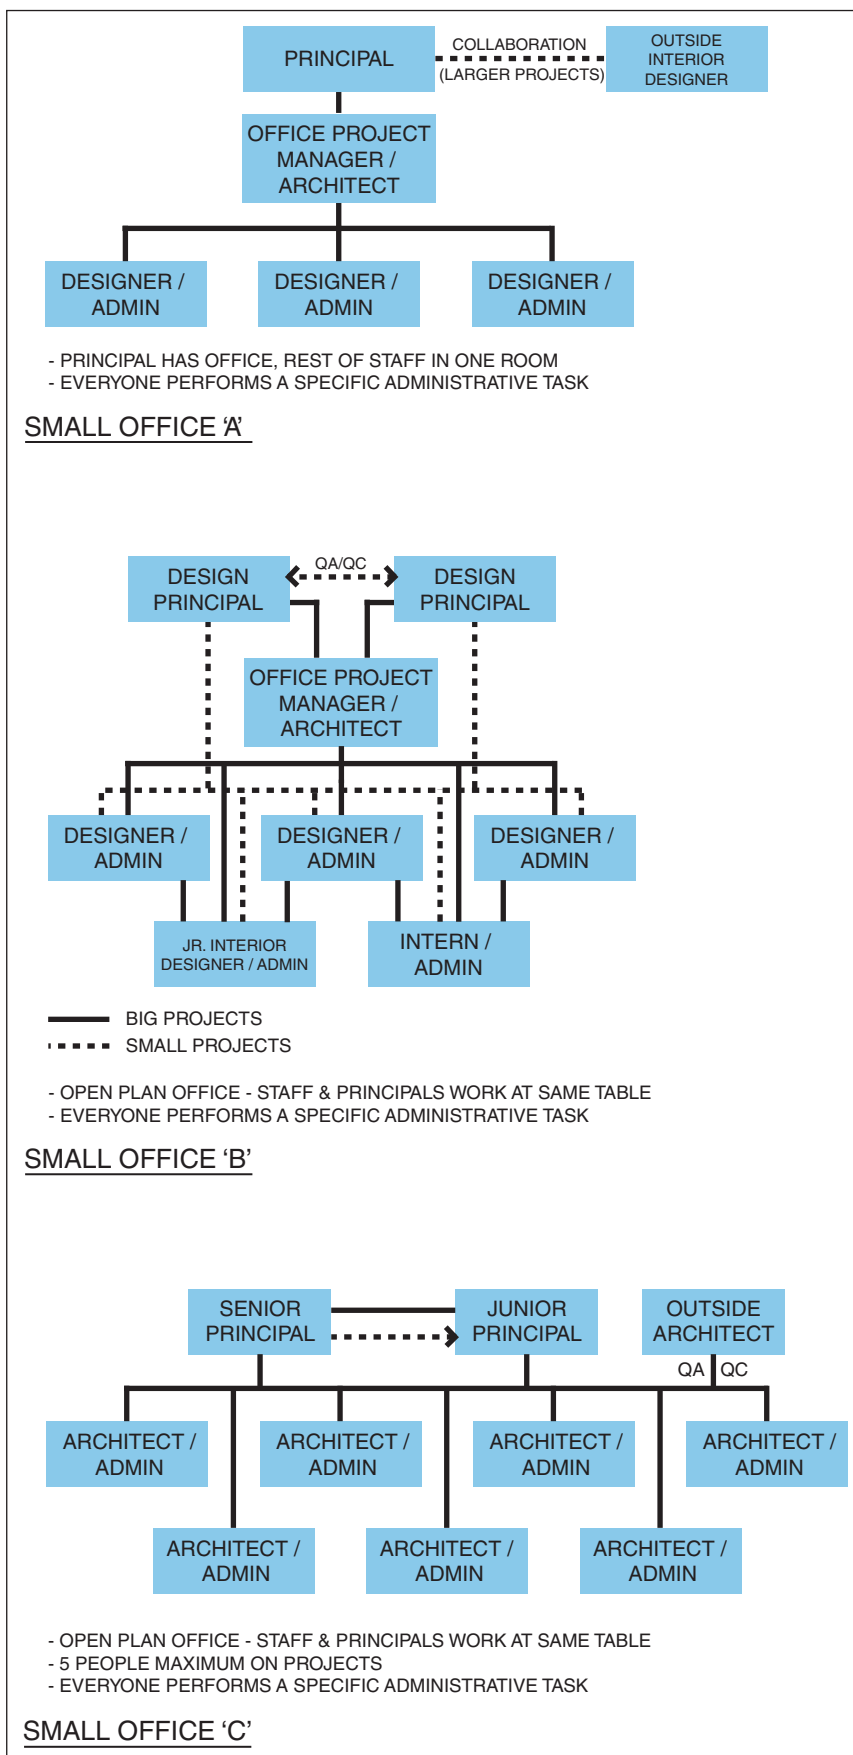 PRINCIPAL
COLLABORATION
(LARGER PROJECTS)
OUTSIDE
INTERIOR
DESIGNER
OFFICE PROJECT
MANAGER /
ARCHITECT
DESIGNER /
ADMIN
DESIGNER /
ADMIN
DESIGNER /
ADMIN
- PRINCIPAL HAS OFFICE, REST OF STAFF IN ONE ROOM
- EVERYONE PERFORMS A SPECIFIC ADMINISTRATIVE TASK
SMALL OFFICE ‘A’
DESIGN
PRINCIPAL
QA/QC
DESIGN
PRINCIPAL
OFFICE PROJECT
MANAGER /
ARCHITECT
DESIGNER /
ADMIN
DESIGNER /
ADMIN
DESIGNER /
ADMIN
JR. INTERIOR
DESIGNER / ADMIN
INTERN /
ADMIN
BIG PROJECTS
SMALL PROJECTS
- OPEN PLAN OFFICE - STAFF & PRINCIPALS WORK AT SAME TABLE
- EVERYONE PERFORMS A SPECIFIC ADMINISTRATIVE TASK
SMALL OFFICE ‘B’
SENIOR
PRINCIPAL
JUNIOR
PRINCIPAL
OUTSIDE
ARCHITECT
QA QC
ARCHITECT /
ADMIN
ARCHITECT /
ADMIN
ARCHITECT /
ADMIN
ARCHITECT /
ADMIN
ARCHITECT /
ADMIN
ARCHITECT /
ADMIN
ARCHITECT /
ADMIN
- OPEN PLAN OFFICE - STAFF & PRINCIPALS WORK AT SAME TABLE
- 5 PEOPLE MAXIMUM ON PROJECTS
- EVERYONE PERFORMS A SPECIFIC ADMINISTRATIVE TASK
SMALL OFFICE ‘C’